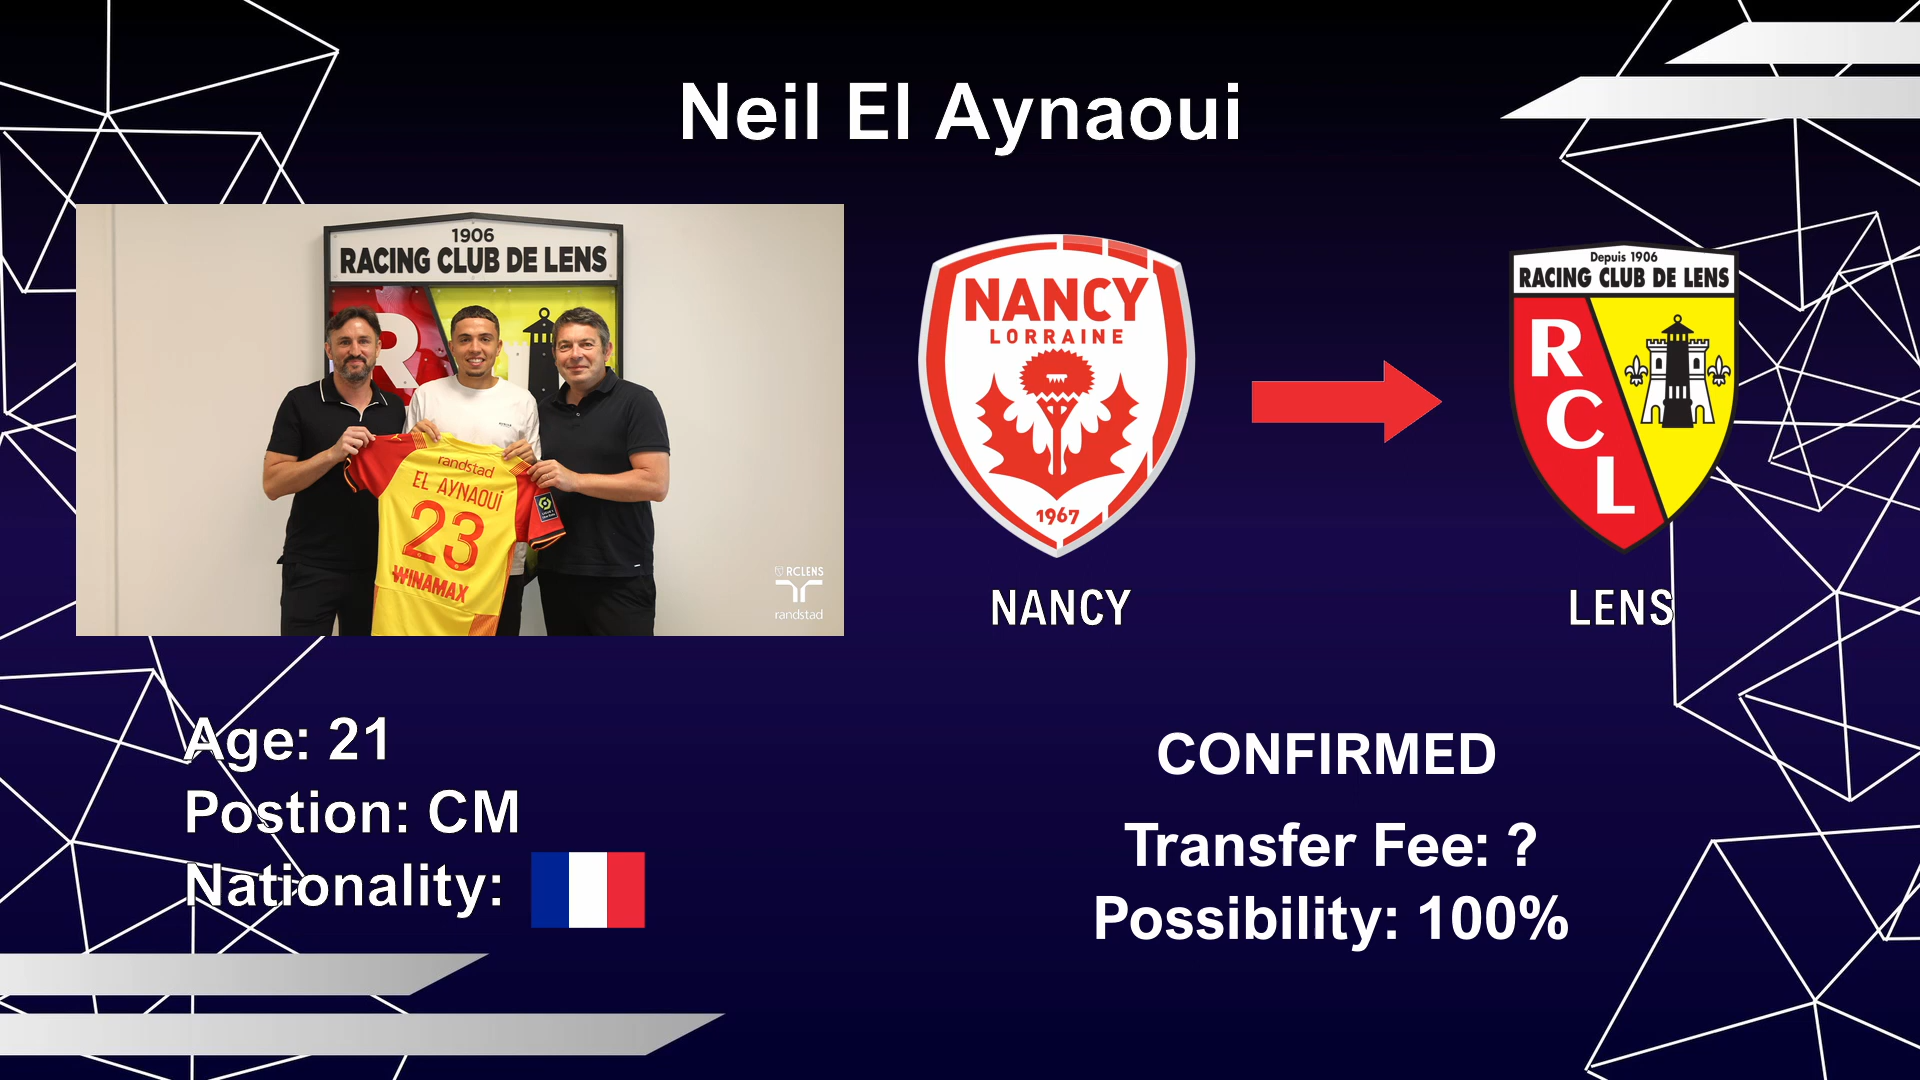 Neil El Aynaoui
1906
RACING CLUB DE LENS
R
randstad
EL AYNAOUI
23
WINAMAX
RCLENS
randstad
NANCY
LORRAINE
1967
NANCY
Depuis 1906
RACING CLUB DE LENS
R
C
L
LENS
Age: 21
Postion: CM
Nationality:
CONFIRMED
Transfer Fee: ?
Possibility: 100%